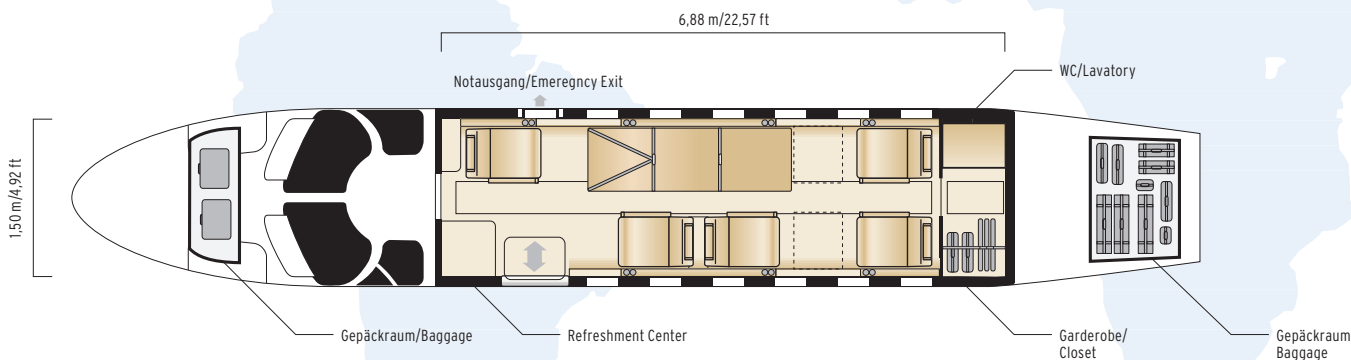 6,88 m/22,57 ft
Notausgang/Emeregncy Exit
WC/Lavatory
1,50 m/4,92 ft
Gepäckraum/Baggage
Refreshment Center
Garderobe/
Closet
Gepäckraum
Baggage